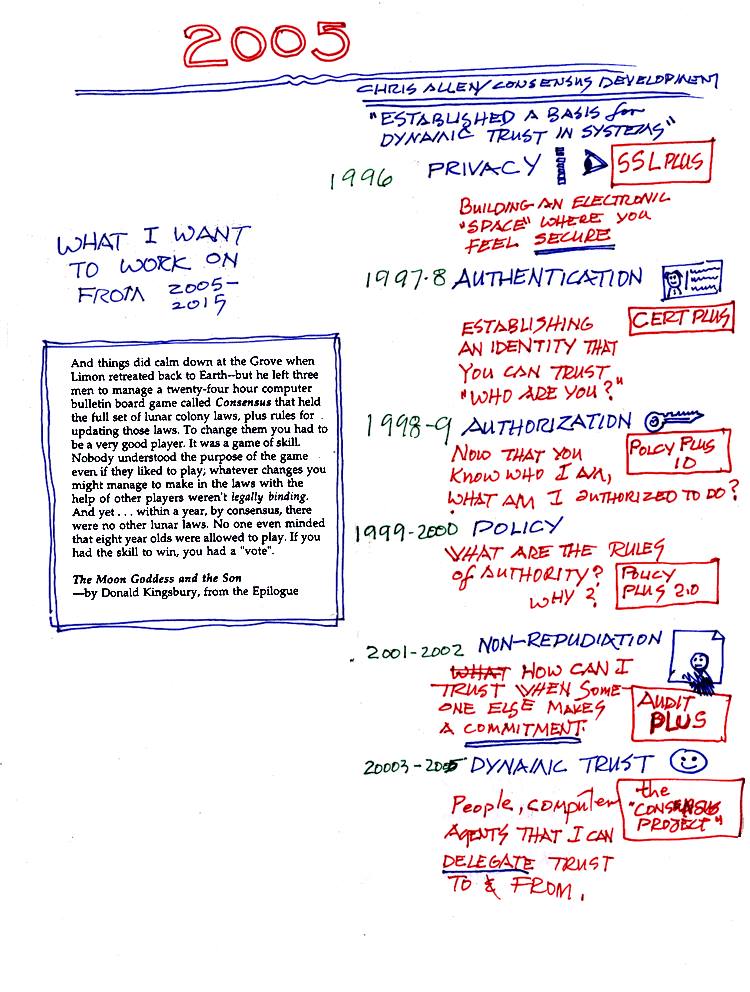 2005
CHRIS ALLEN/CONSENSUS DEVELOPMENT
"ESTABLISHED A BASIS for
DYNAMIC TRUST IN SYSTEMS"
1996 PRIVACY SSL PLUS
BUILDING AN ELECTRONIC
"SPACE" WHERE YOU
FEEL SECURE
WHAT I WANT
TO WORK ON
FROM 2005-
2015
1997-8 AUTHENTICATION
CERT PLUS
ESTABLISHING
AN IDENTITY THAT
YOU CAN TRUST
"WHO ARE YOU?"
And things did calm down at the Grove when
Limon retreated back to Earth--but he left three
men to manage a twenty-four hour computer
bulletin board game called Consensus that held
the full set of lunar colony laws, plus rules for
updating those laws. To change them you had to
be a very good player. It was a game of skill.
Nobody understood the purpose of the game
even if they liked to play; whatever changes you
might manage to make in the laws with the
help of other players weren't legally binding.
And yet . . . within a year, by consensus, there
were no other lunar laws. No one even minded
that eight year olds were allowed to play. If you
had the skill to win, you had a "vote".
The Moon Goddess and the Son
—by Donald Kingsbury, from the Epilogue
1998-9 AUTHORIZATION
NOW THAT YOU
KNOW WHO I AM,
WHAT AM I AUTHORIZED TO DO?
POLCY PLUS
1.0
1999-2000 POLICY
WHAT ARE THE RULES
of AUTHORITY?
WHY?
POLICY
PLUS 2.0
2001-2002 NON-REPUDIATION
WHAT HOW CAN I
TRUST WHEN SOME-
ONE ELSE MAKES
A COMMITMENT.
AUDIT
PLUS
20003-2005 DYNAMIC TRUST
People, computer
AGENTS THAT I CAN
DELEGATE TRUST
TO & FROM.
the
"CONSENSUS
PROJECT"